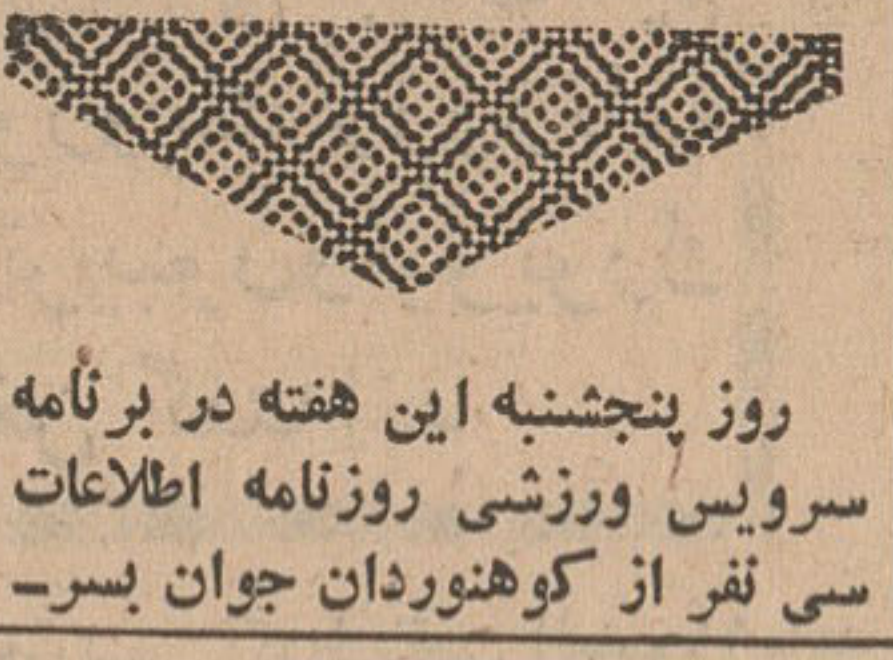 روز پنجشنبه این هفته در برنامه
سرویس ورزشی روزنامه اطلاعات
سی نفر از کوهنوردان جوان بسر-